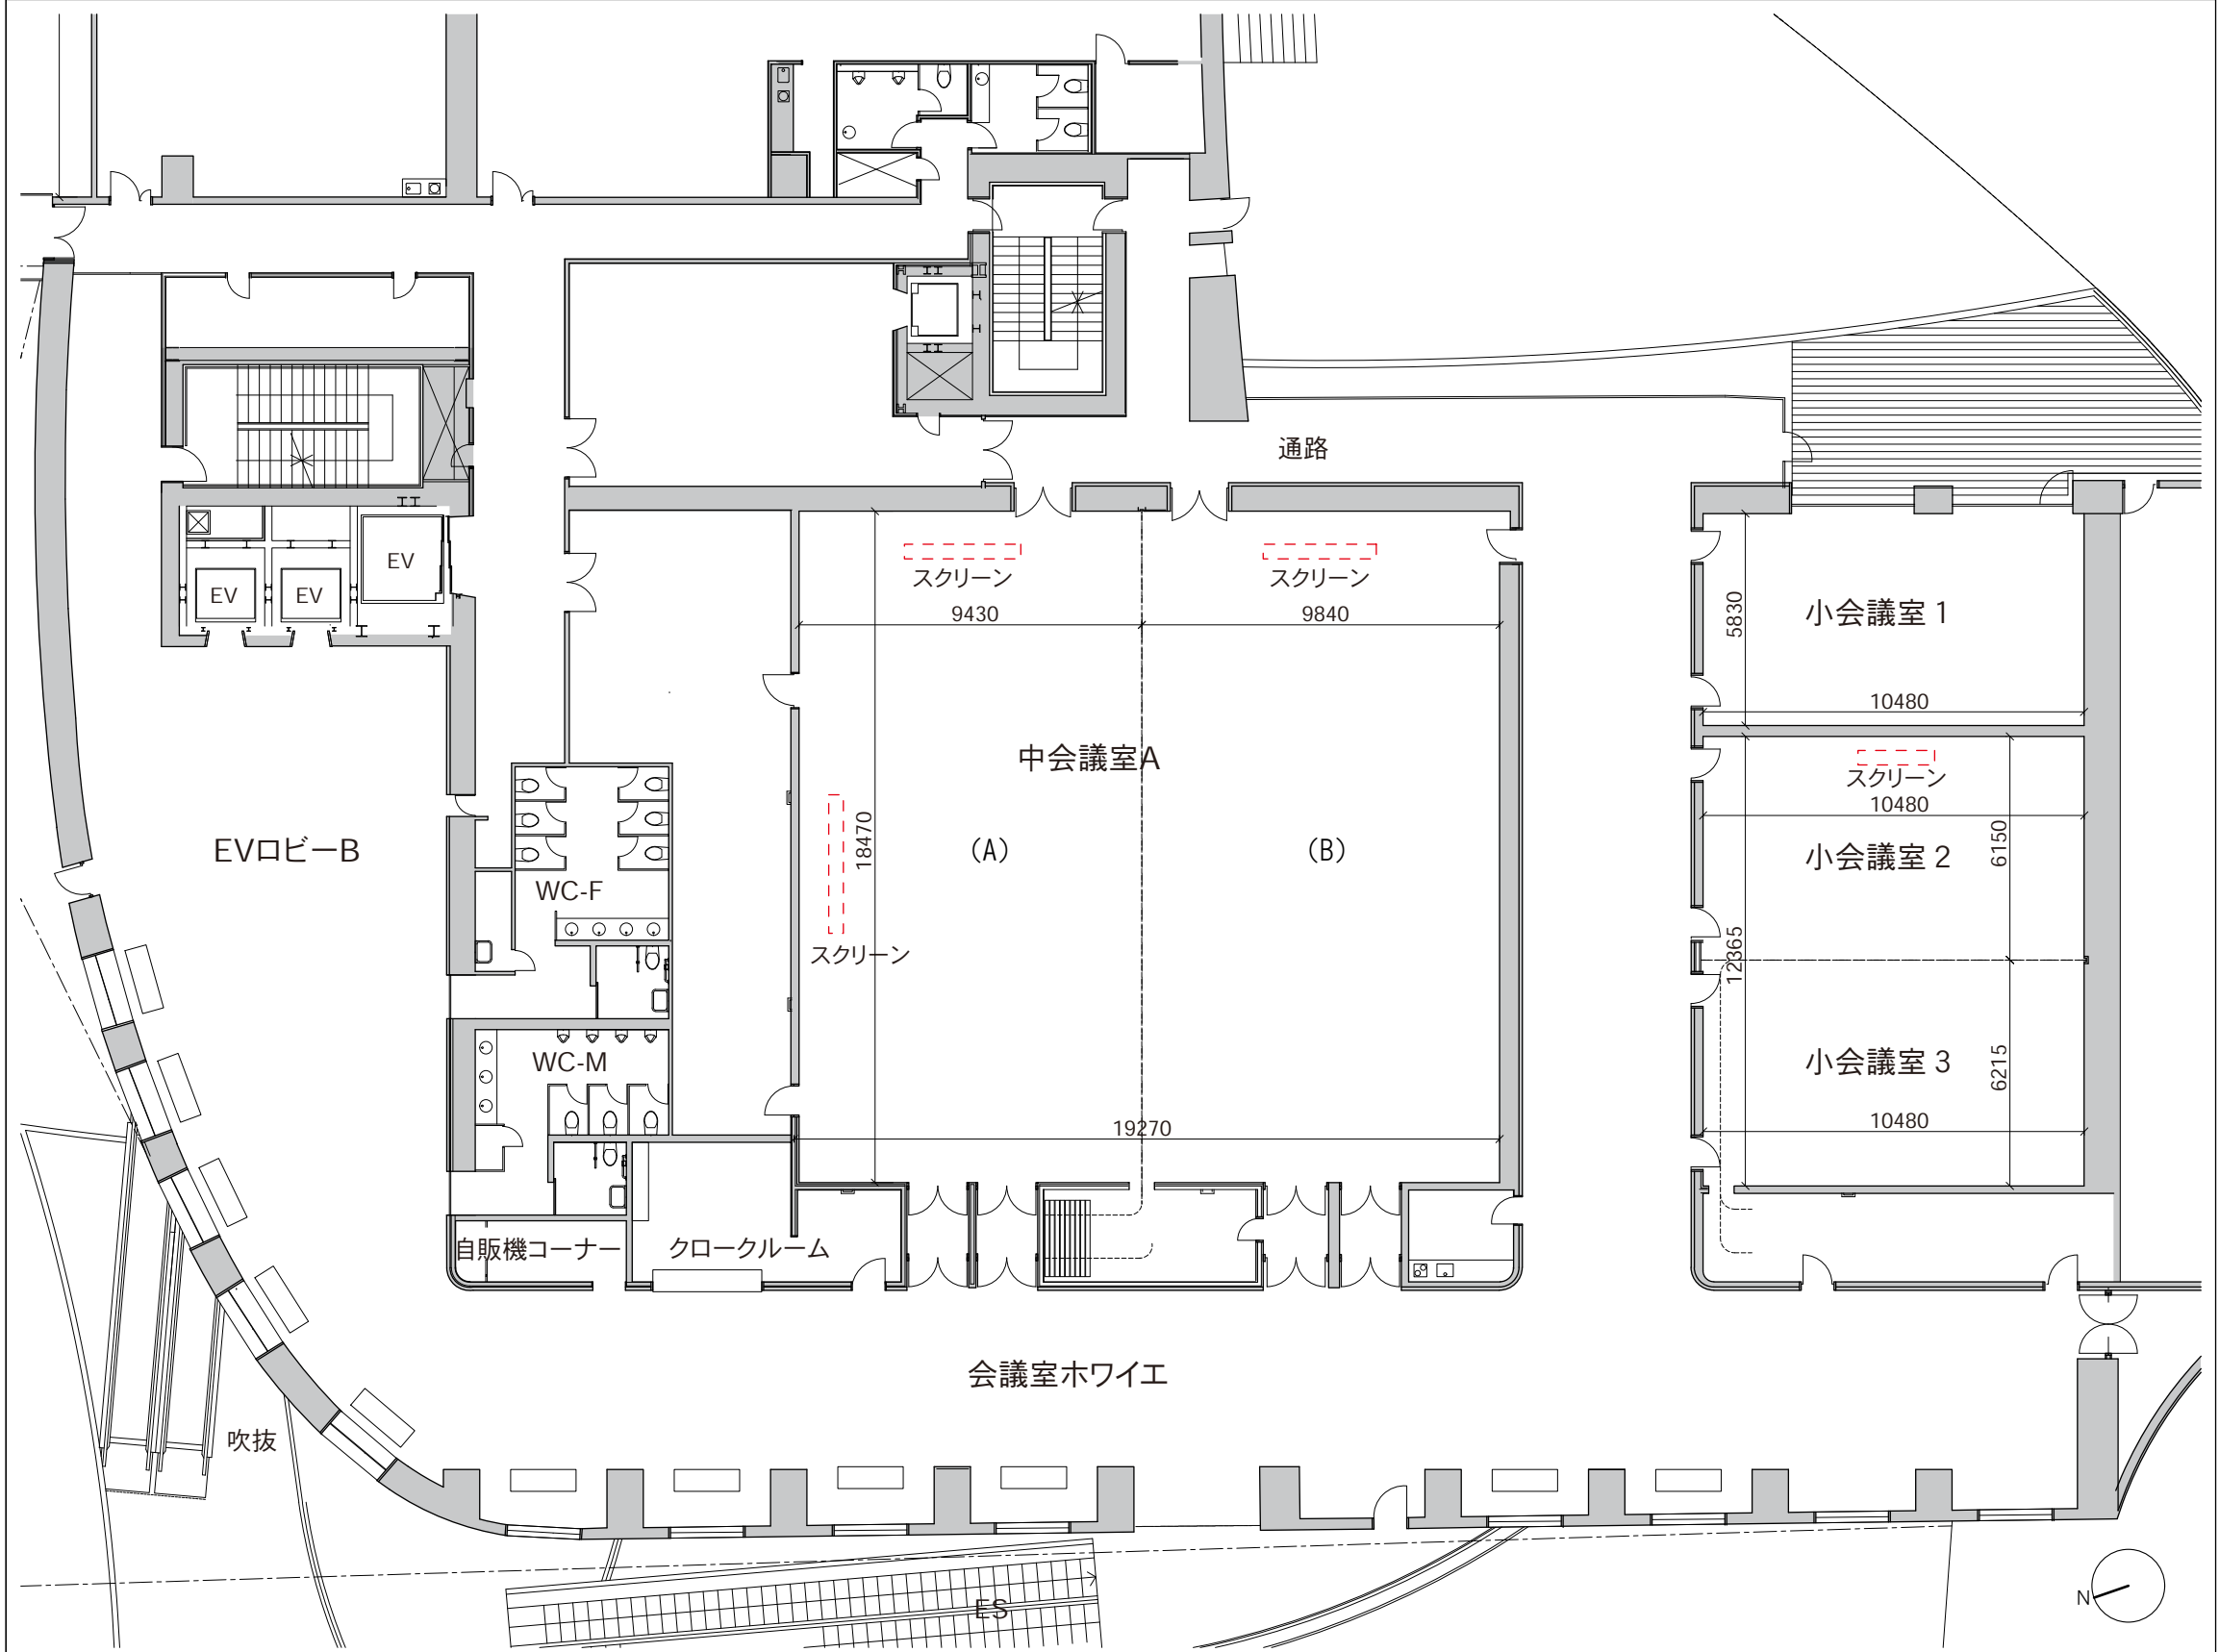 通路
EV
EV
EV
スクリーン
スクリーン
9430
9840
5830
小会議室 1
10480
中会議室A
スクリーン
10480
18470
(A)
(B)
EVロビーB
小会議室 2
6150
WC-F
スクリーン
12365
WC-M
小会議室 3
6215
19270
10480
自販機コーナー
クロークルーム
会議室ホワイエ
吹抜
ES
N